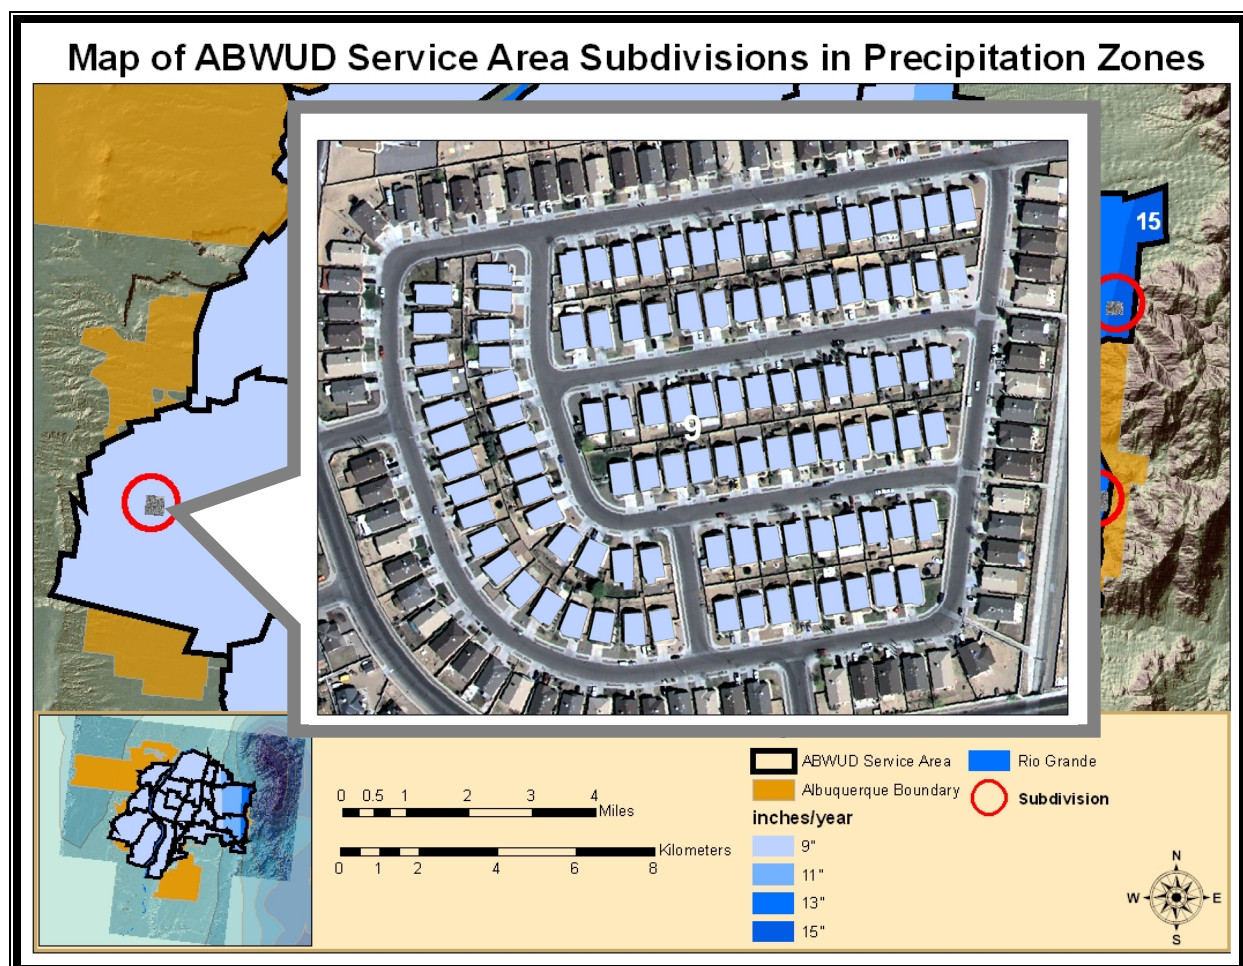 Map of ABWUD Service Area Subdivisions in Precipitation Zones
15
9
ABWUD Service Area
Rio Grande
Albuquerque Boundary
Subdivision
inches/year
9"
11"
13"
15"
0 0.5 1 2 3 4
Miles
Kilometers
0 1 2 4 6 8
N
W E
S